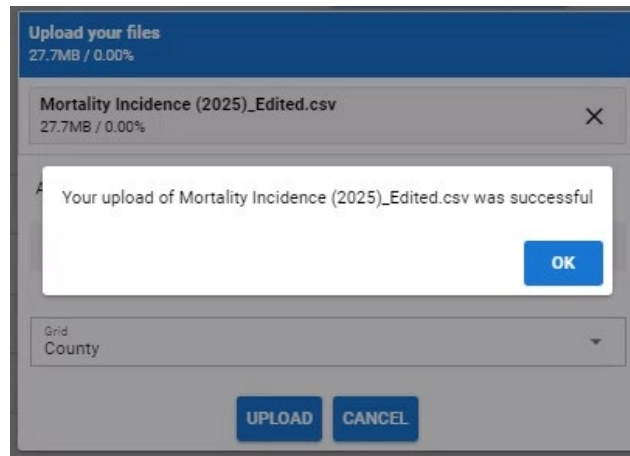 Upload your files
27.7MB / 0.00%
Mortality Incidence (2025)_Edited.csv
27.7MB / 0.00%
Your upload of Mortality Incidence (2025)_Edited.csv was successful
OK
Grid
County
UPLOAD CANCEL